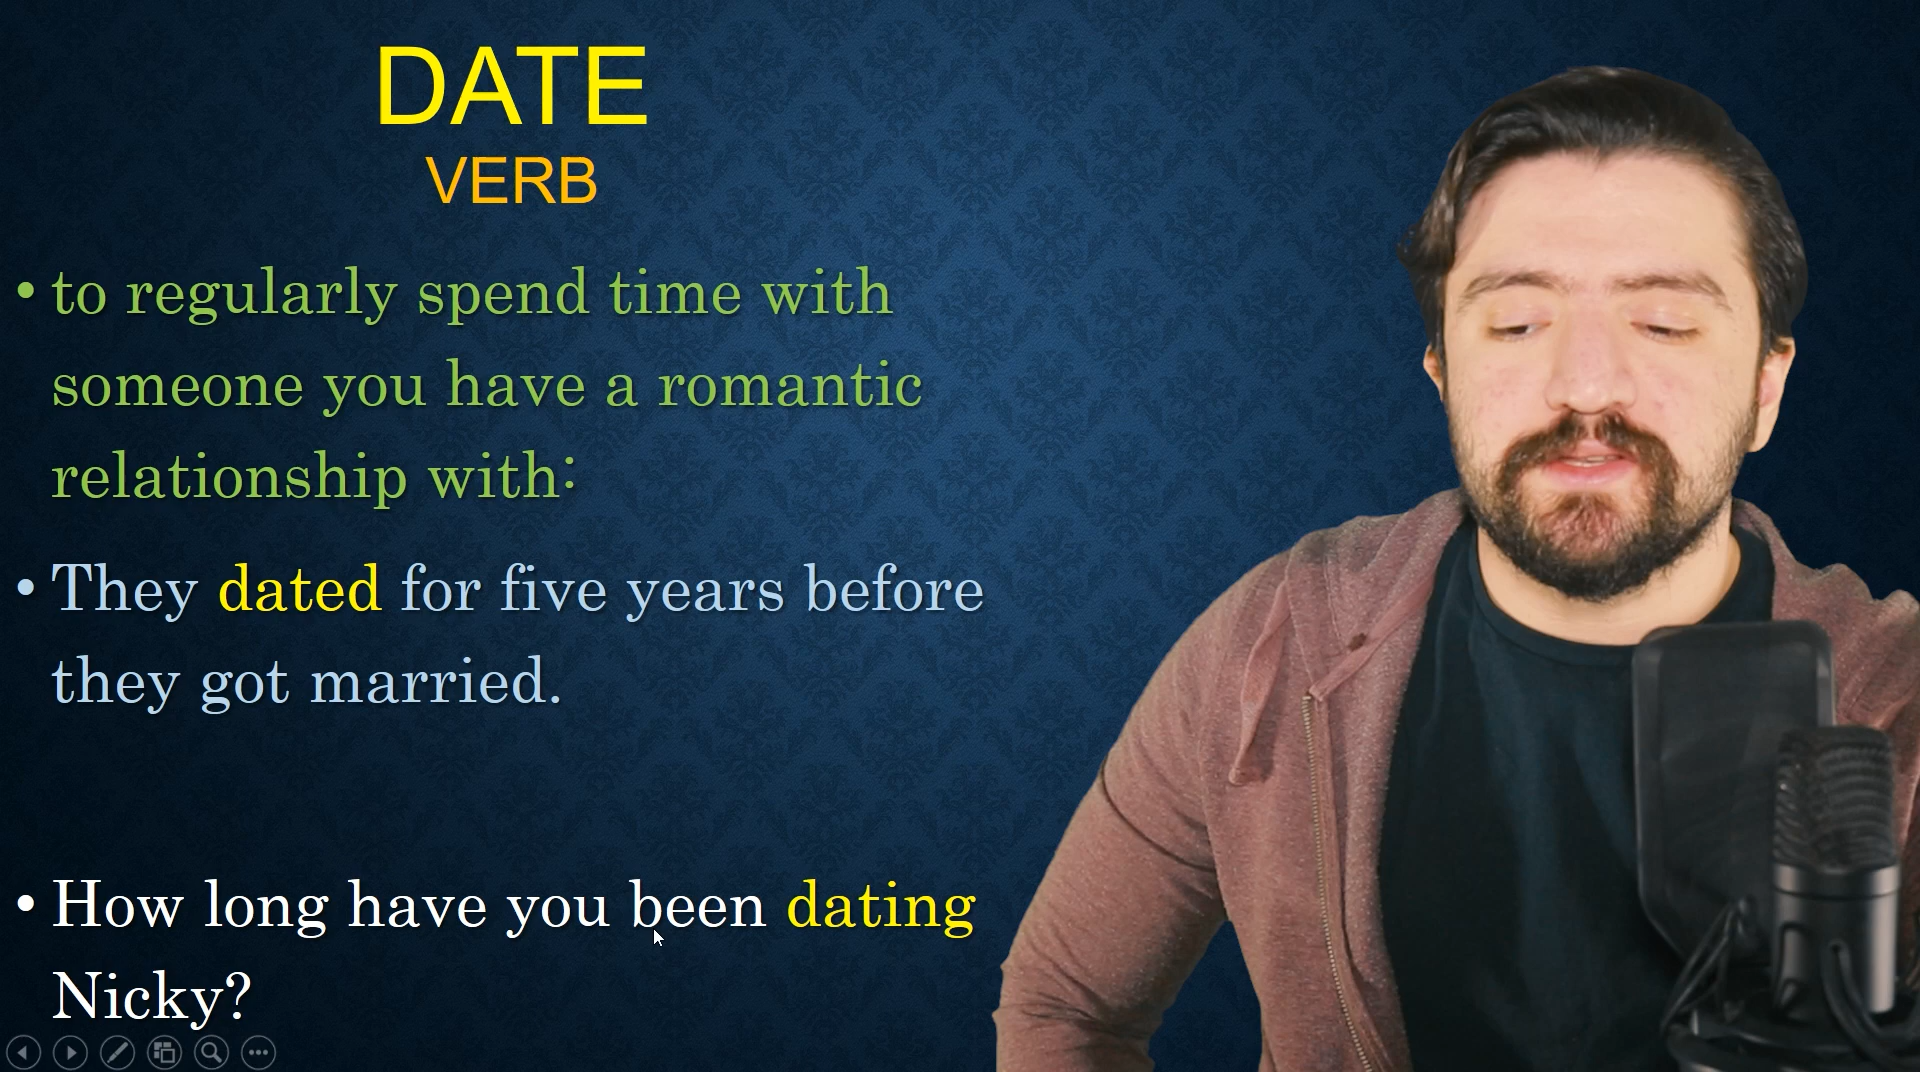 DATE
VERB
• to regularly spend time with
someone you have a romantic
relationship with:
• They dated for five years before
they got married.
• How long have you been dating
Nicky?